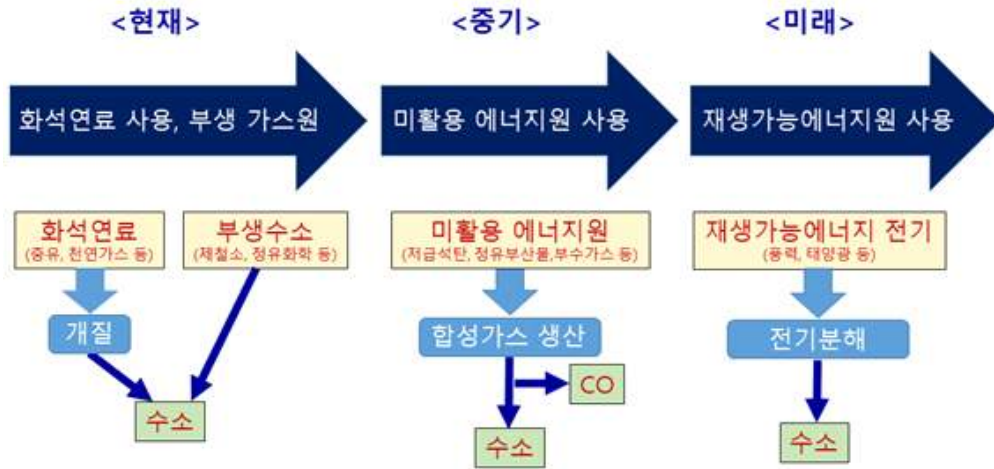 <현재>
<중기>
<미래>
화석연료 사용, 부생 가스원
미활용 에너지원 사용
재생가능에너지원 사용
화석연료
(중유, 천연가스 등)
부생수소
(제철소, 정유화학 등)
미활용 에너지원
(저급석탄, 정유부산물,부수가스 등)
재생가능에너지 전기
(풍력, 태양광 등)
개질
합성가스 생산
전기분해
CO
수소
수소
수소